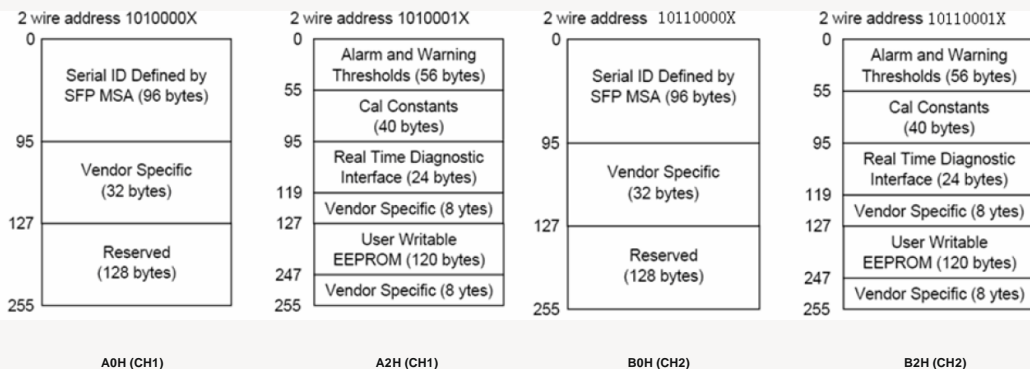 2 wire address 1010000X
0
Serial ID Defined by
SFP MSA (96 bytes)
95
Vendor Specific
(32 bytes)
127
Reserved
(128 bytes)
255
A0H (CH1)
2 wire address 1010001X
0
Alarm and Warning
Thresholds (56 bytes)
55
Cal Constants
(40 bytes)
95
Real Time Diagnostic
Interface (24 bytes)
119
Vendor Specific (8 ytes)
127
User Writable
EEPROM (120 bytes)
247
Vendor Specific (8 ytes)
255
A2H (CH1)
2 wire address 10110000X
0
Serial ID Defined by
SFP MSA (96 bytes)
95
Vendor Specific
(32 bytes)
127
Reserved
(128 bytes)
255
B0H (CH2)
2 wire address 10110001X
0
Alarm and Warning
Thresholds (56 bytes)
55
Cal Constants
(40 bytes)
95
Real Time Diagnostic
Interface (24 bytes)
119
Vendor Specific (8 ytes)
127
User Writable
EEPROM (120 bytes)
247
Vendor Specific (8 ytes)
255
B2H (CH2)